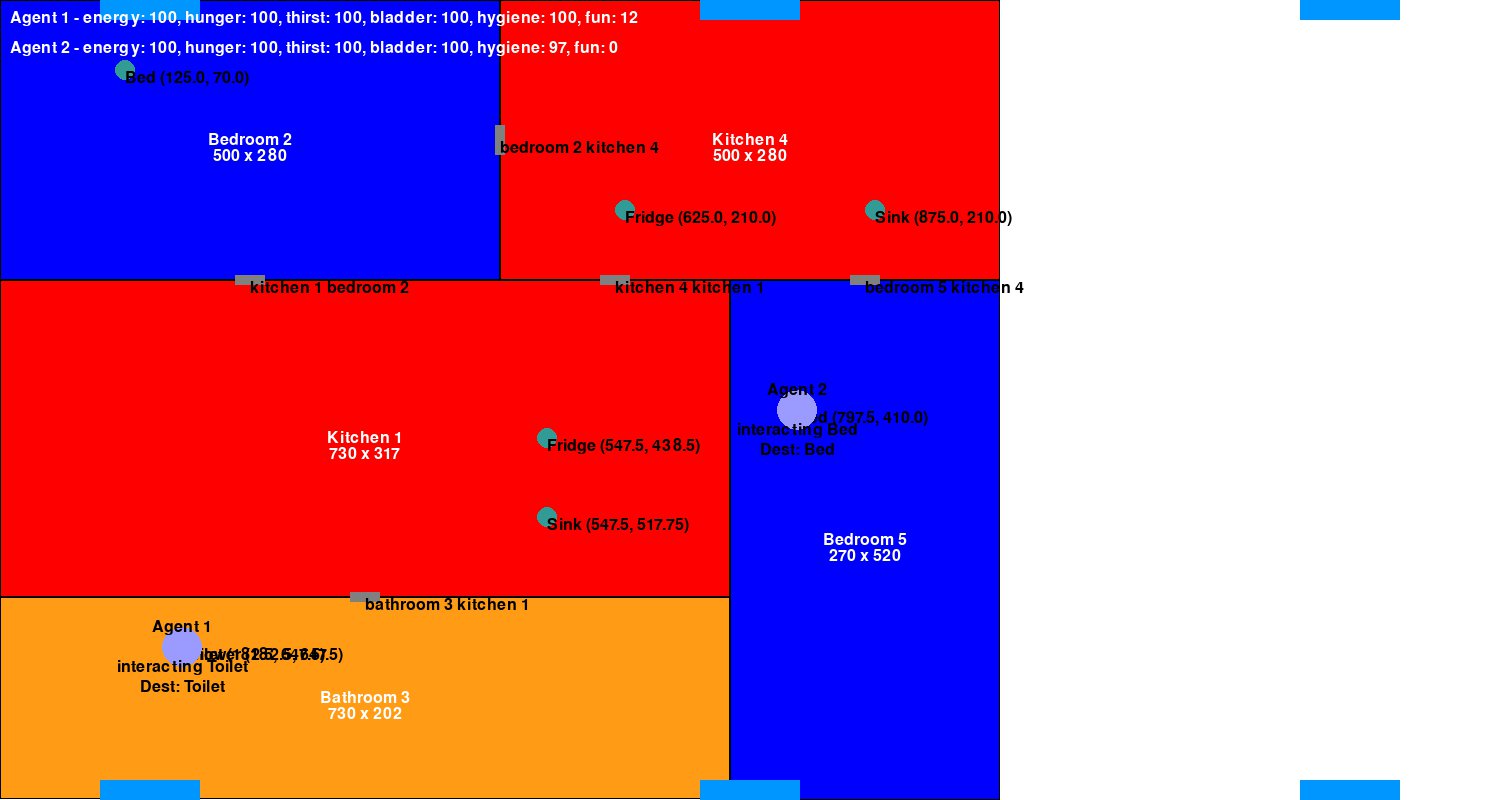 Agent 1 - energy: 100, hunger: 100, thirst: 100, bladder: 100, hygiene: 100, fun: 12
Agent 2 - energy: 100, hunger: 100, thirst: 100, bladder: 100, hygiene: 97, fun: 0
Bed (125.0, 70.0)
Bedroom 2
500 x 280
Kitchen 4
500 x 280
bedroom 2 kitchen 4
Fridge (625.0, 210.0)
Sink (875.0, 210.0)
kitchen 1 bedroom 2
kitchen 4 kitchen 1
bedroom 5 kitchen 4
Agent 2
(797.5, 410.0)
interacting Bed
Dest: Bed
Kitchen 1
730 x 317
Fridge (547.5, 438.5)
Sink (547.5, 517.75)
Bedroom 5
270 x 520
bathroom 3 kitchen 1
Agent 1
interacting Toilet
Dest: Toilet
Bathroom 3
730 x 202